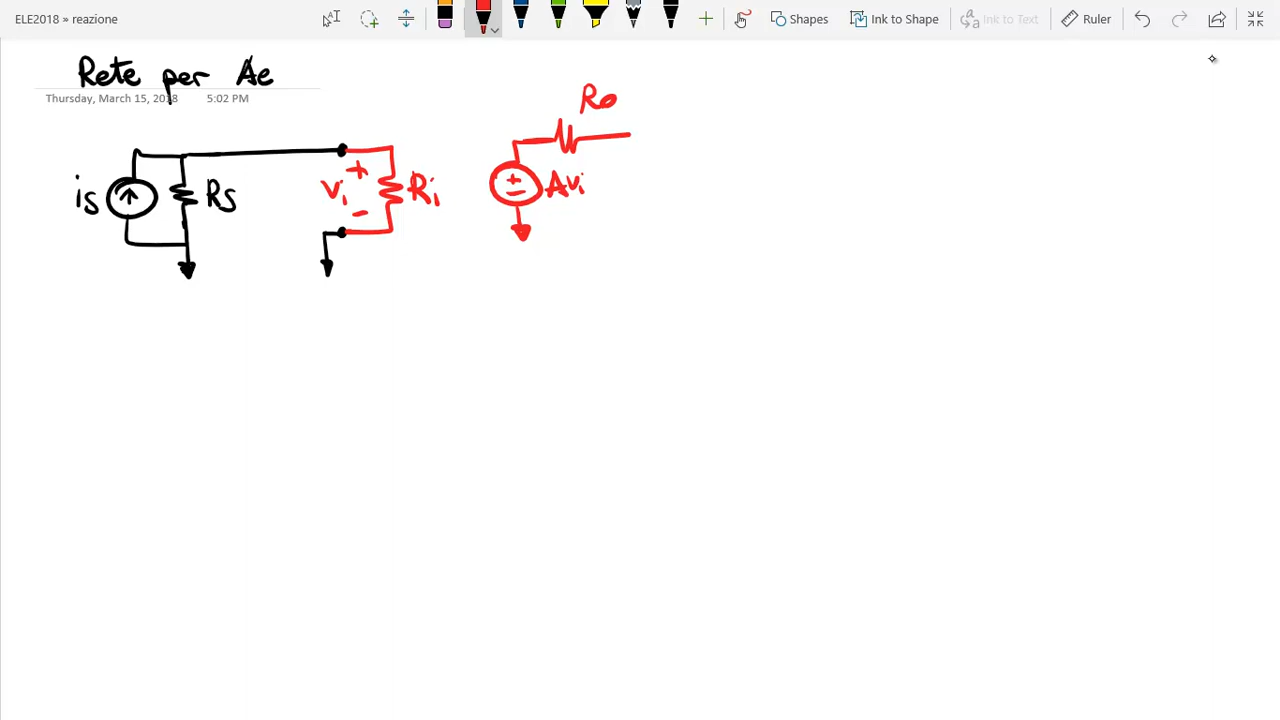 ELE2018 » reazione
Shapes
Ink to Shape
Ink to Text
Ruler
Rete per Ae
Thursday, March 15, 2018 5:02 PM
Ro
is
Rs
+
vi
-
Ri
+
-
Avi